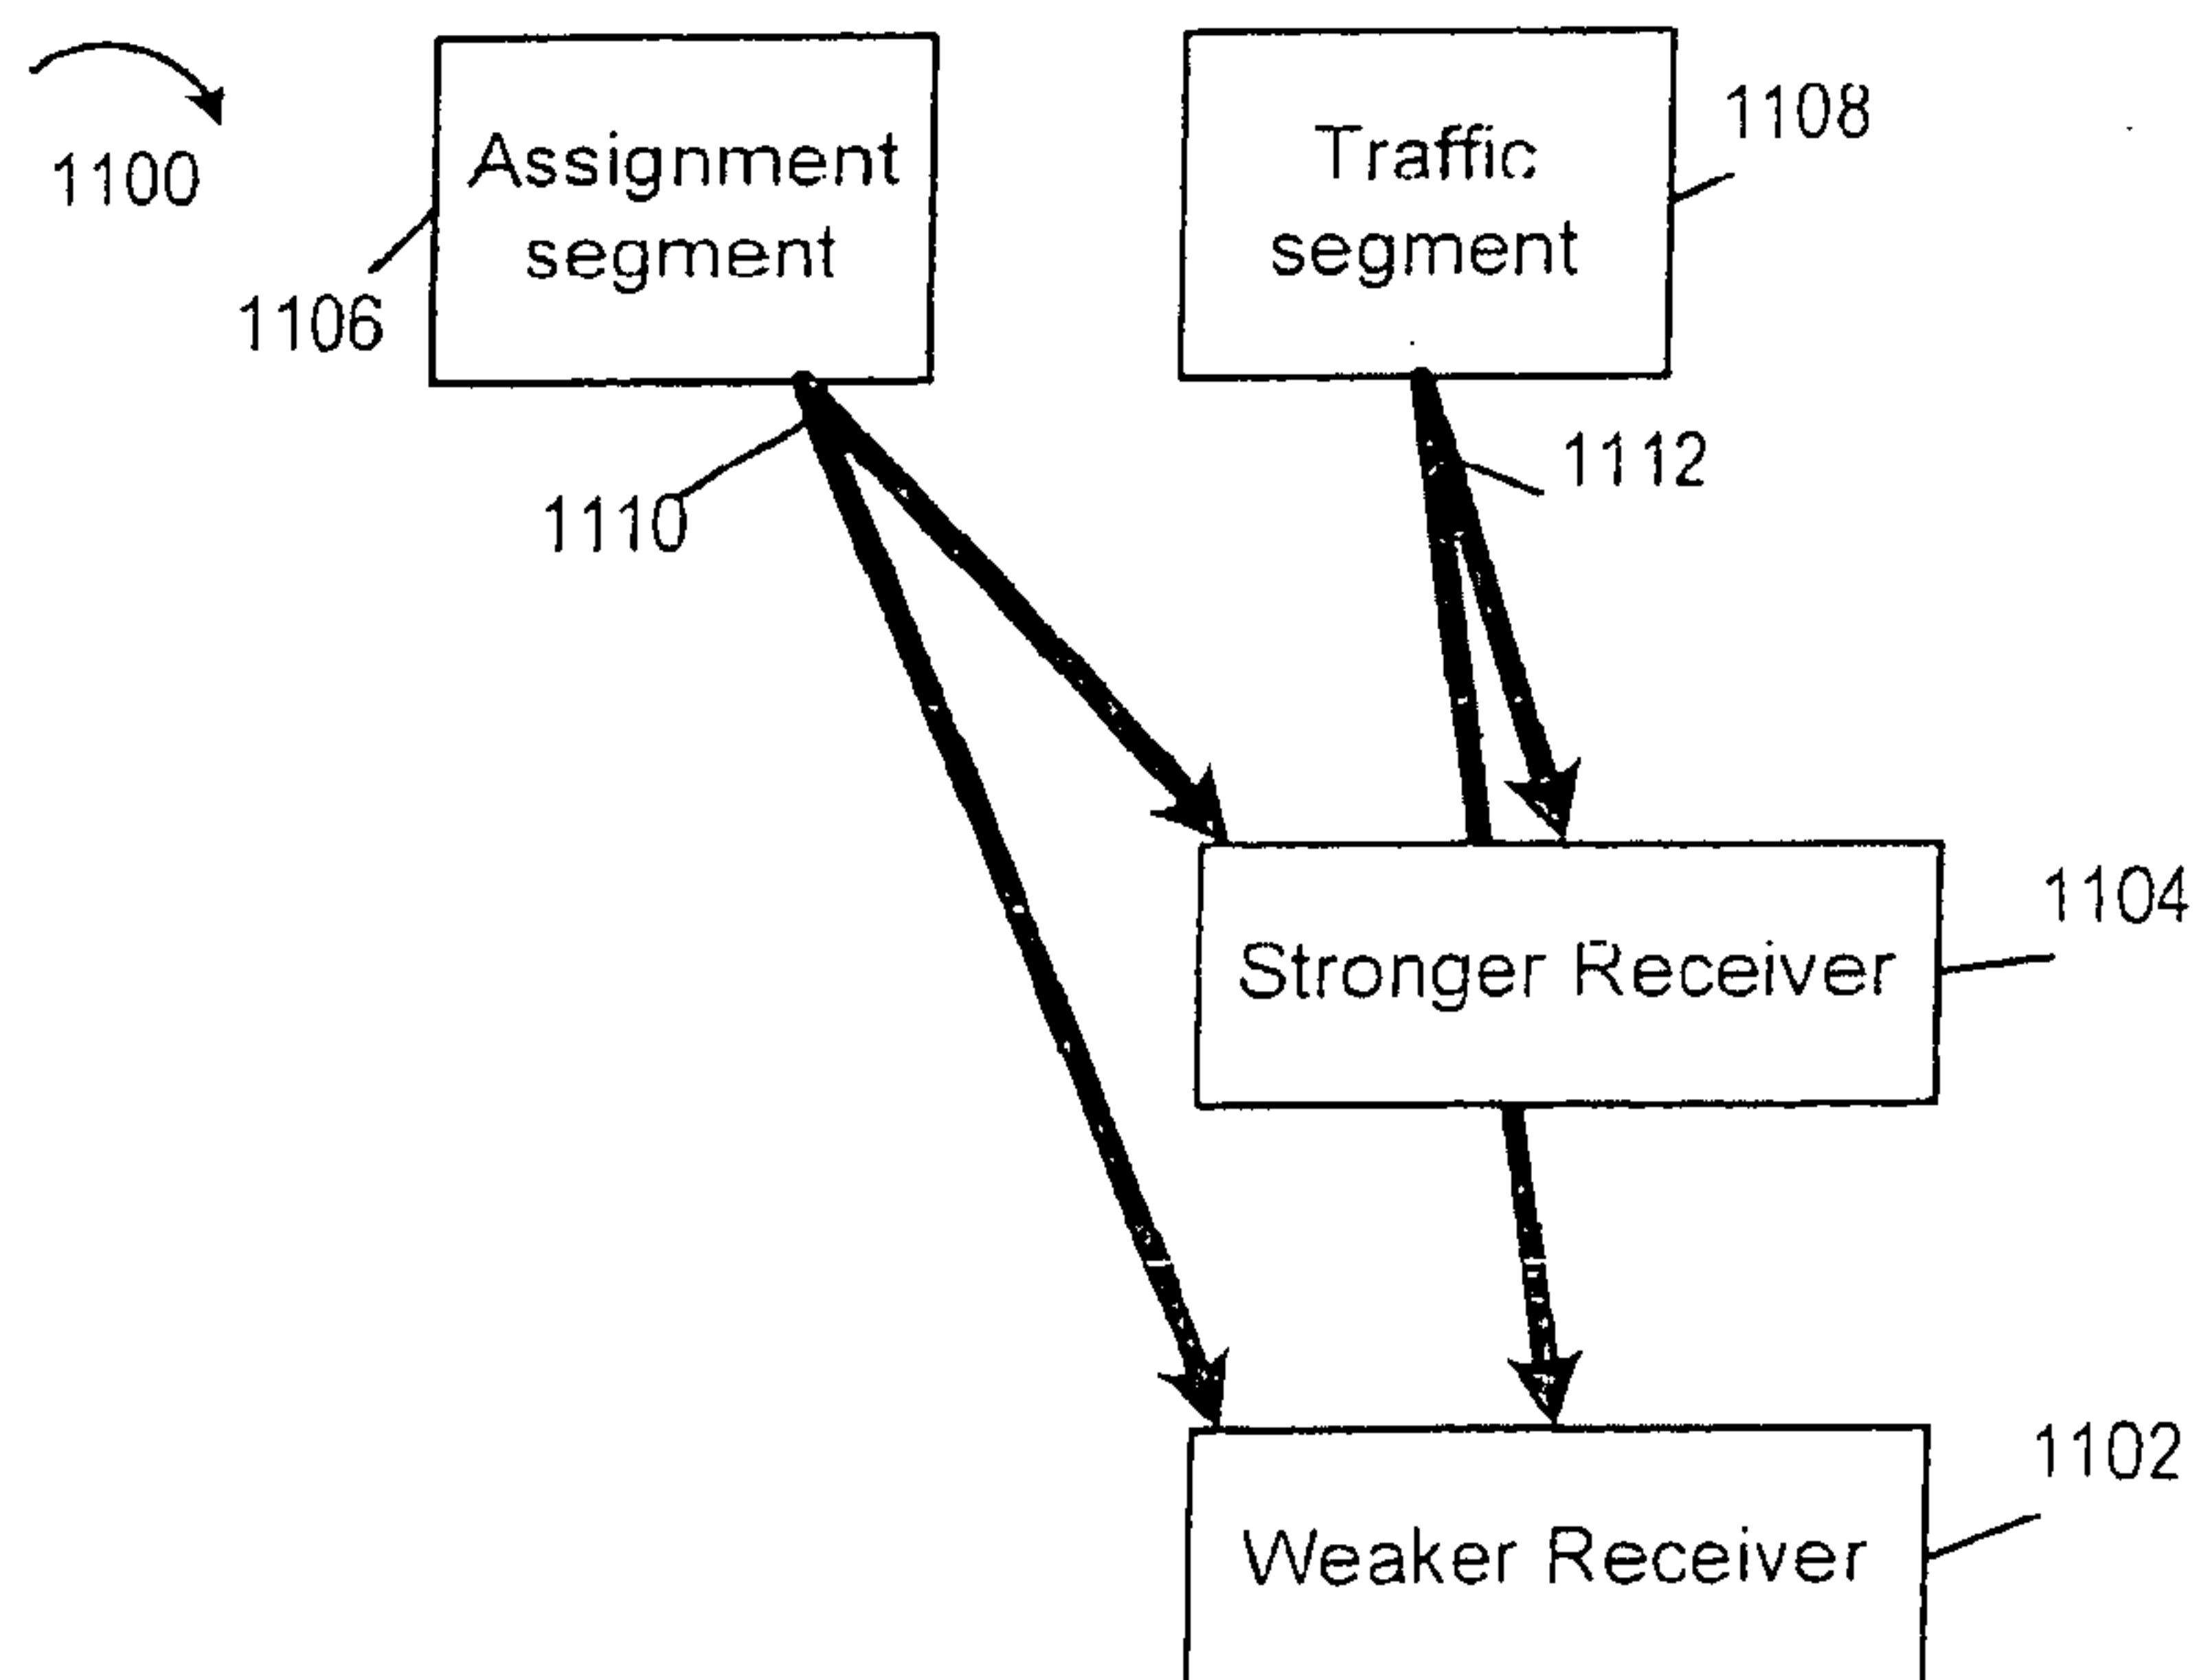 1100
Assignment
segment
1106
Traffic
segment
1108
1110
1112
Stronger Receiver
1104
Weaker Receiver
1102